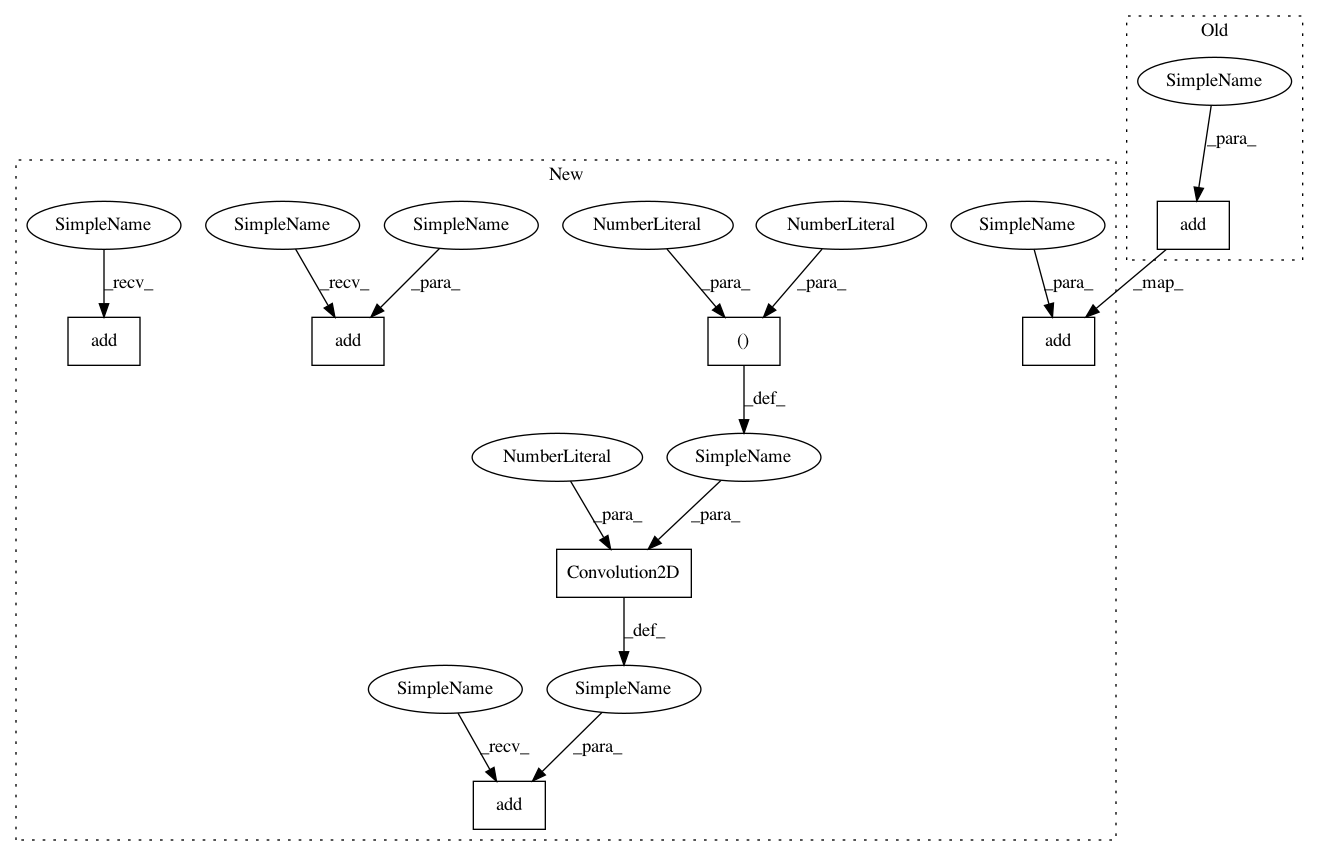 Old
SimpleName
_para_
New
SimpleName
SimpleName
SimpleName
NumberLiteral
NumberLiteral
SimpleName
add
_recv_
_recv_
_para_
_para_
_para_
_para_
_map_
add
add
()
add
_def_
NumberLiteral
SimpleName
_para_
_para_
Convolution2D
_def_
SimpleName
SimpleName
_recv_
_para_
add